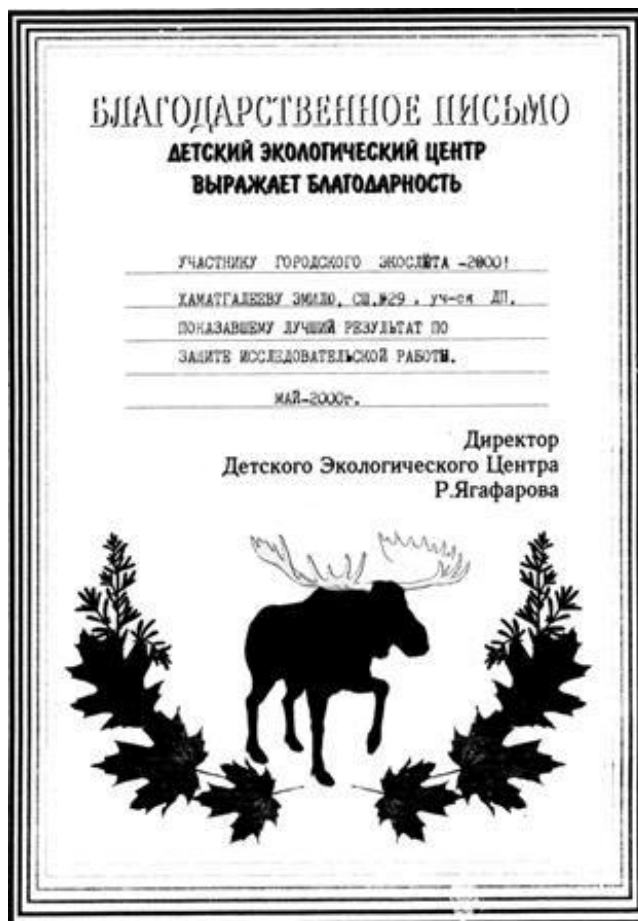 БЛАГОДАРСТВЕННОЕ ПИСЬМО
ДЕТСКИЙ ЭКОЛОГИЧЕСКИЙ ЦЕНТР
ВЫРАЖАЕТ БЛАГОДАРНОСТЬ
УЧАСТНИКУ ГОРОДСКОГО ЭКОСЛЁТА -2000!
ХАМАТГАЛЕЕВУ ЭМИЛЮ, СШ.№29 , уч-ся ДП,
ПОКАЗАВШЕМУ ЛУЧШИЙ РЕЗУЛЬТАТ ПО
ЗАЩИТЕ ИССЛЕДОВАТЕЛЬСКОЙ РАБОТЫ.
МАЙ-2000г.
Директор
Детского Экологического Центра
Р.Ягафарова